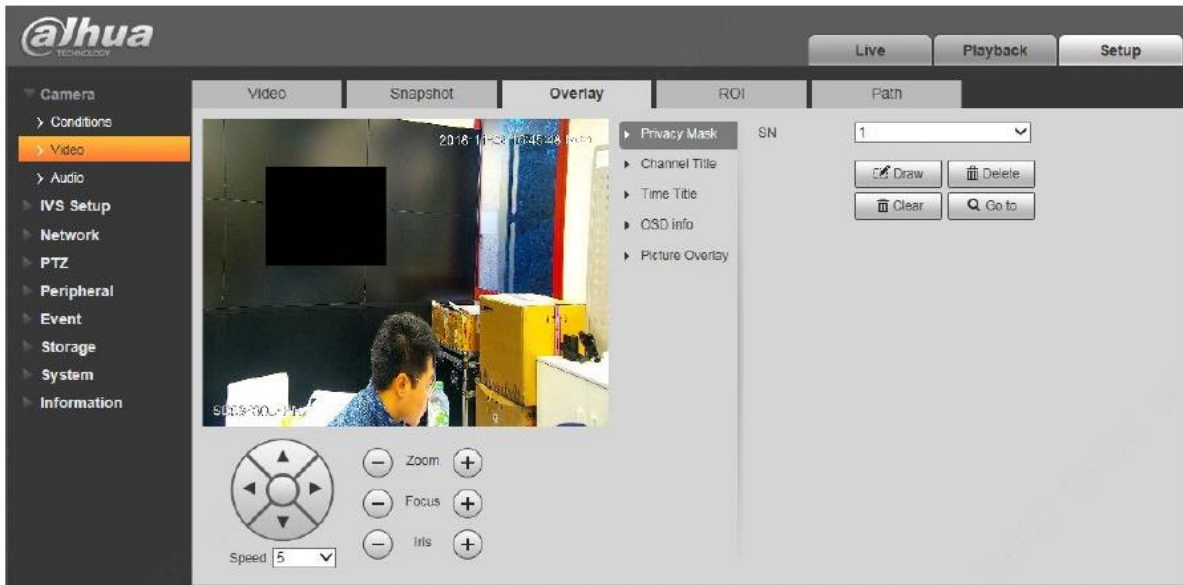 alhua
TECHNOLOGY
Live Playback Setup
Camera
Conditions
Video
Audio
IVS Setup
Network
PTZ
Peripheral
Event
Storage
System
Information
Video Snapshot Overlay ROI Path
Privacy Mask
Channel Title
Time Title
OSD info
Picture Overlay
SN 1
Draw Delete
Clear Go to
Zoom
Focus
Iris
Speed 5